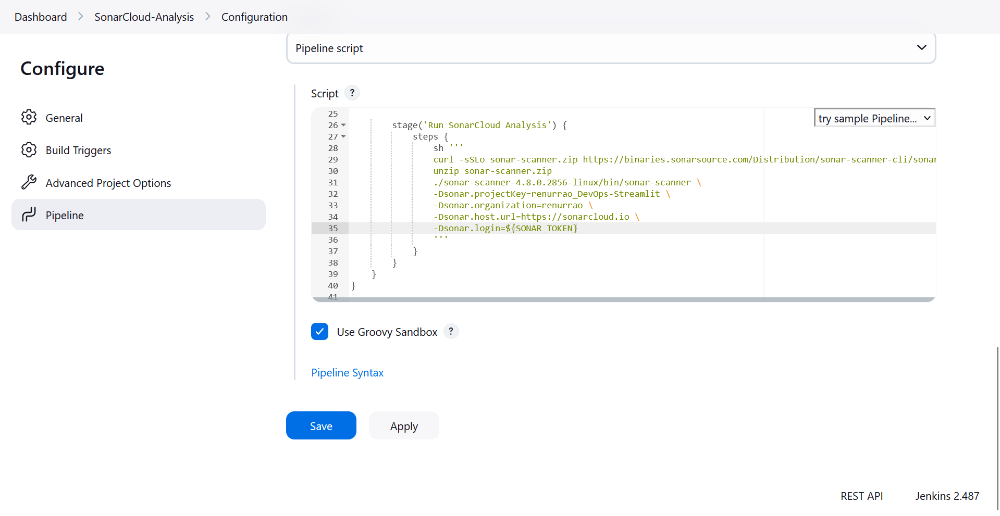 Dashboard > SonarCloud-Analysis > Configuration
Pipeline script
Configure
General
Build Triggers
Advanced Project Options
Pipeline
Script ?
try sample Pipeline...
25
26 stage('Run SonarCloud Analysis') {
27 steps {
28 sh '''
29 curl -sSLo sonar-scanner.zip https://binaries.sonarsource.com/Distribution/sonar-scanner-cli/sonar
30 unzip sonar-scanner.zip
31 ./sonar-scanner-4.8.0.2856-linux/bin/sonar-scanner \
32 -Dsonar.projectKey=renurrao_DevOps-Streamlit \
33 -Dsonar.organization=renurrao \
34 -Dsonar.host.url=https://sonarcloud.io \
35 -Dsonar.login=${SONAR_TOKEN}
36 '''
37 }
38 }
39 }
40 }
41
Use Groovy Sandbox ?
Pipeline Syntax
Save
Apply
REST API
Jenkins 2.487